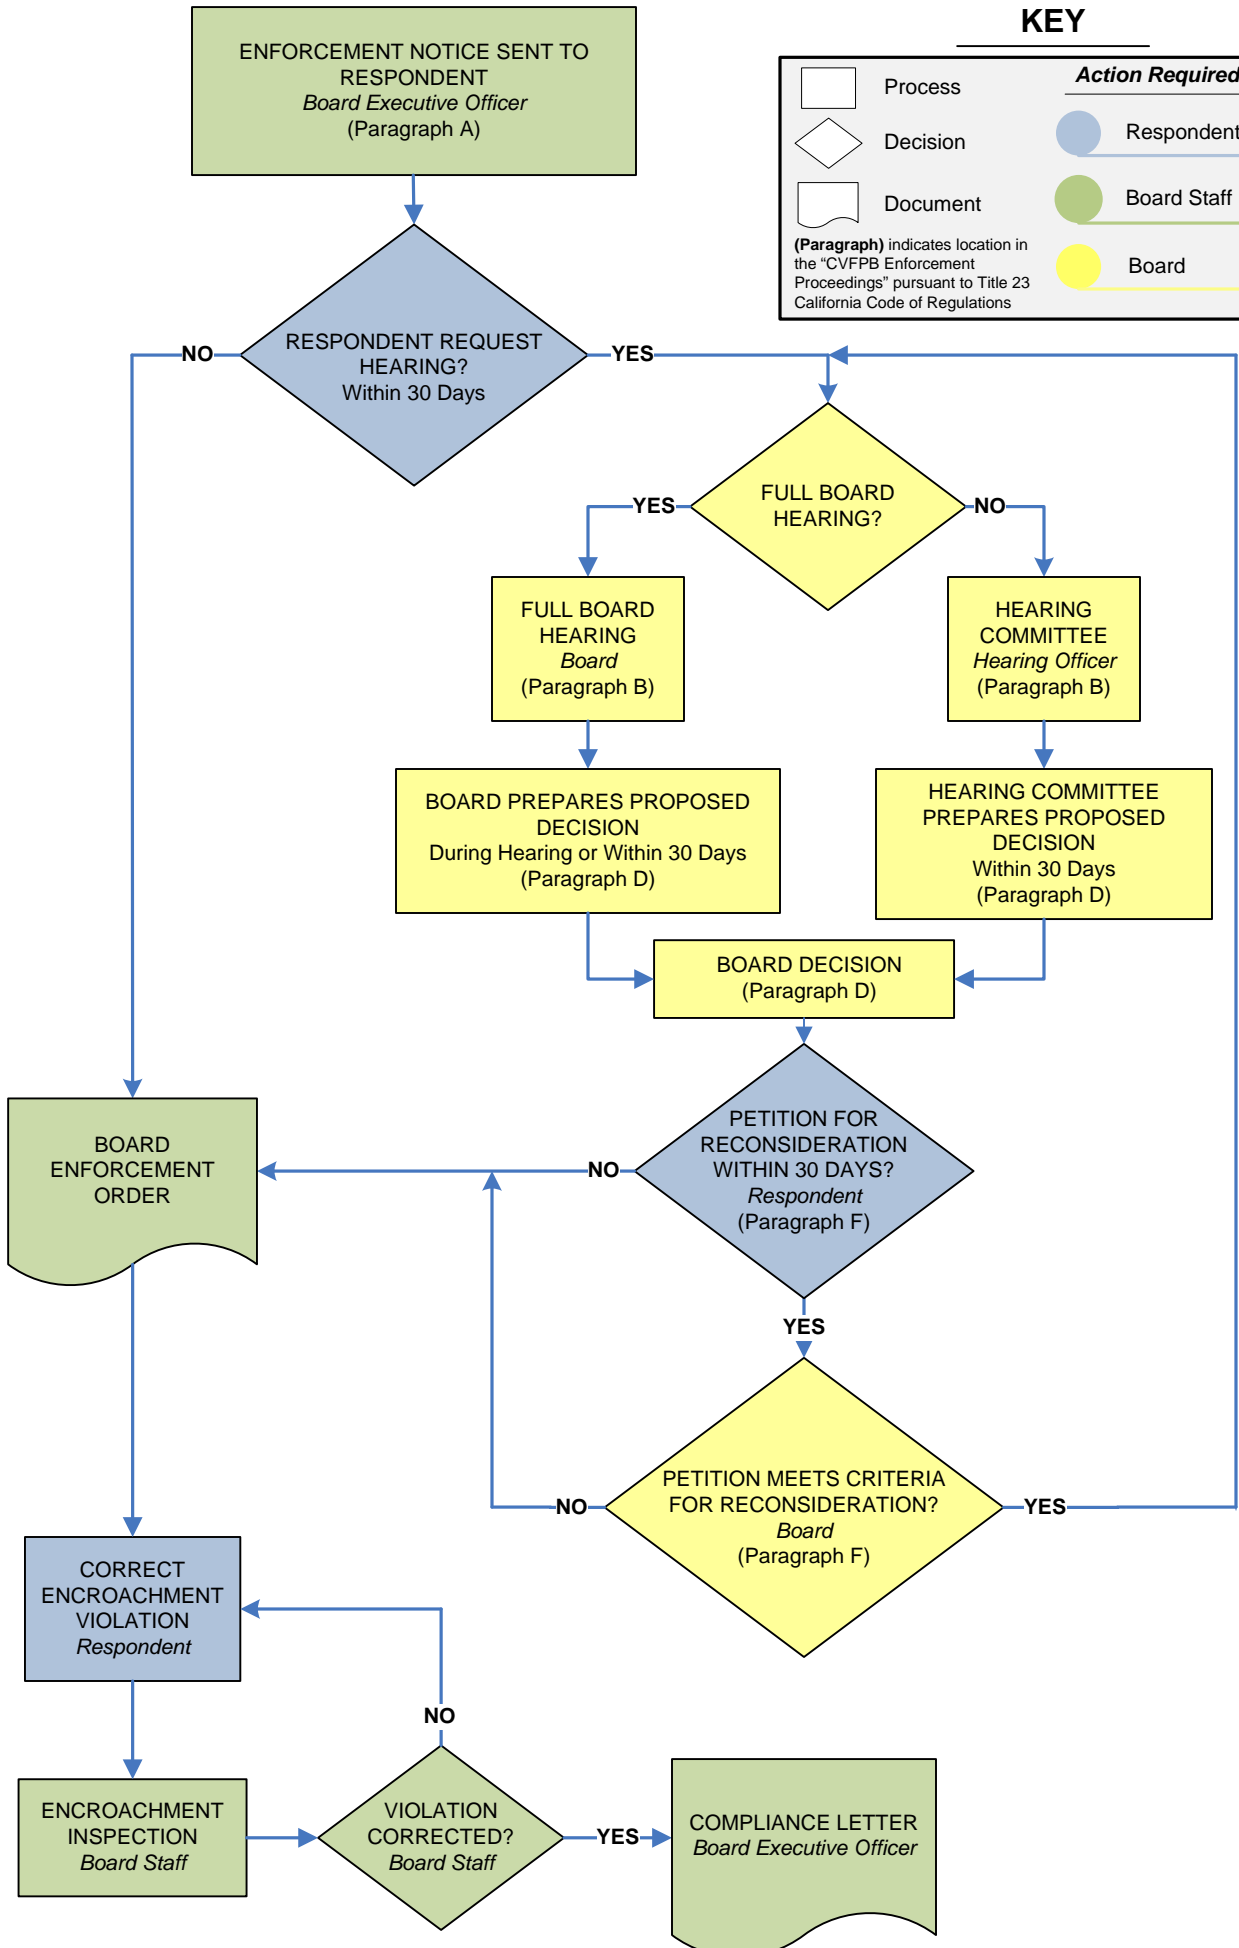 KEY
ENFORCEMENT NOTICE SENT TO
RESPONDENT
Board Executive Officer
(Paragraph A)
Process
Decision
Document
(Paragraph) indicates location in
the “CVFPB Enforcement
Proceedings” pursuant to Title 23
California Code of Regulations
Action Required
Respondent
Board Staff
Board
RESPONDENT REQUEST
HEARING?
Within 30 Days
NO
YES
FULL BOARD
HEARING?
YES
NO
FULL BOARD
HEARING
Board
(Paragraph B)
HEARING
COMMITTEE
Hearing Officer
(Paragraph B)
BOARD PREPARES PROPOSED
DECISION
During Hearing or Within 30 Days
(Paragraph D)
HEARING COMMITTEE
PREPARES PROPOSED
DECISION
Within 30 Days
(Paragraph D)
BOARD DECISION
(Paragraph D)
BOARD
ENFORCEMENT
ORDER
NO
PETITION FOR
RECONSIDERATION
WITHIN 30 DAYS?
Respondent
(Paragraph F)
YES
NO
PETITION MEETS CRITERIA
FOR RECONSIDERATION?
Board
(Paragraph F)
YES
CORRECT
ENCROACHMENT
VIOLATION
Respondent
NO
ENCROACHMENT
INSPECTION
Board Staff
VIOLATION
CORRECTED?
Board Staff
YES
COMPLIANCE LETTER
Board Executive Officer